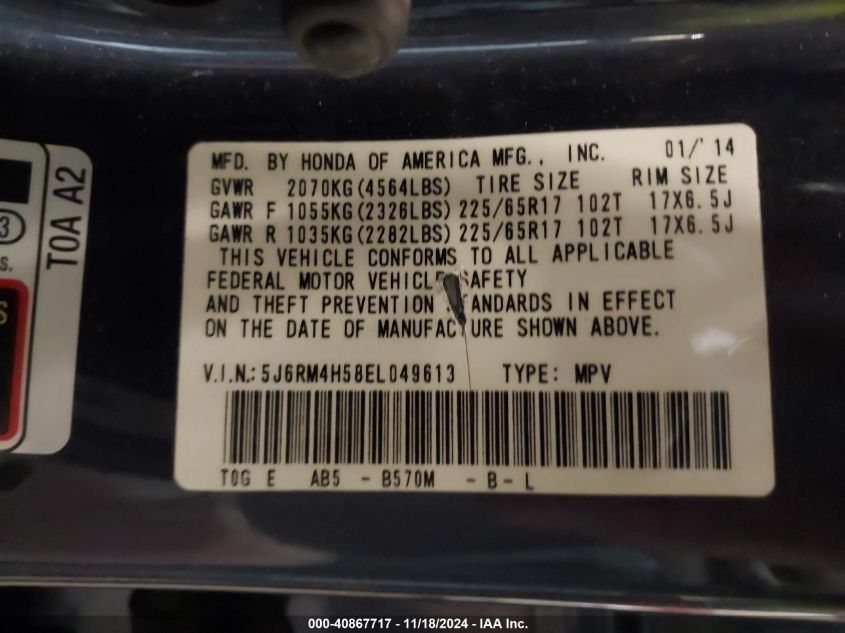 MFD. BY HONDA OF AMERICA MFG., INC. 01/'14
GVWR 2070KG(4564LBS) TIRE SIZE RIM SIZE
GAWR F 1055KG(2326LBS) 225/65R17 102T 17X6.5J
GAWR R 1035KG(2282LBS) 225/65R17 102T 17X6.5J
THIS VEHICLE CONFORMS TO ALL APPLICABLE
FEDERAL MOTOR VEHICLE SAFETY
AND THEFT PREVENTION STANDARDS IN EFFECT
ON THE DATE OF MANUFACTURE SHOWN ABOVE.
V.I.N.: 5J6RM4H58EL049613 TYPE: MPV
T0G E AB5 - B570M - B - L
T0A A2
3
S.
S
000-40867717 - 11/18/2024 - IAA Inc.